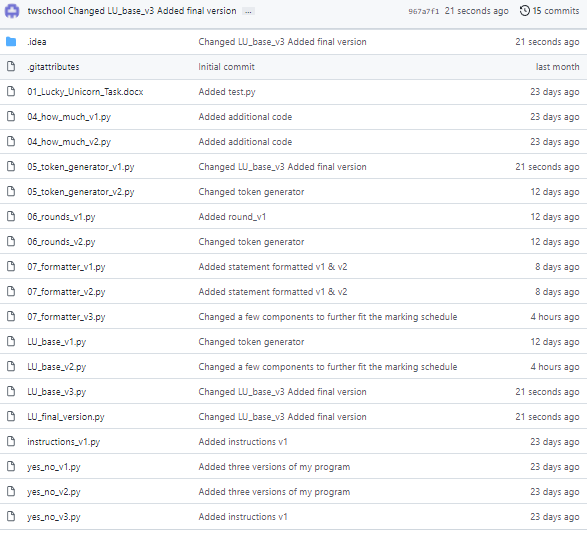 twschool Changed LU_base_v3 Added final version ... 967a7f1 21 seconds ago 15 commits
.idea Changed LU_base_v3 Added final version 21 seconds ago
.gitattributes Initial commit last month
01_Lucky_Unicorn_Task.docx Added test.py 23 days ago
04_how_much_v1.py Added additional code 23 days ago
04_how_much_v2.py Added additional code 23 days ago
05_token_generator_v1.py Changed LU_base_v3 Added final version 21 seconds ago
05_token_generator_v2.py Changed token generator 12 days ago
06_rounds_v1.py Added round_v1 12 days ago
06_rounds_v2.py Changed token generator 12 days ago
07_formatter_v1.py Added statement formatted v1 & v2 8 days ago
07_formatter_v2.py Added statement formatted v1 & v2 8 days ago
07_formatter_v3.py Changed a few components to further fit the marking schedule 4 hours ago
LU_base_v1.py Changed token generator 12 days ago
LU_base_v2.py Changed a few components to further fit the marking schedule 4 hours ago
LU_base_v3.py Changed LU_base_v3 Added final version 21 seconds ago
LU_final_version.py Changed LU_base_v3 Added final version 21 seconds ago
instructions_v1.py Added instructions v1 23 days ago
yes_no_v1.py Added three versions of my program 23 days ago
yes_no_v2.py Added three versions of my program 23 days ago
yes_no_v3.py Added instructions v1 23 days ago